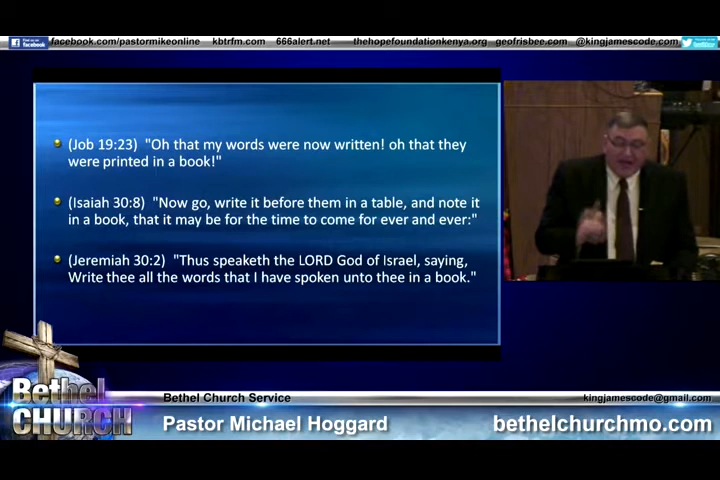 facebook.com/pastormikeonline kbtrfm.com 666alert.net thehopefoundationkenya.org geofrisbee.com @kingjamescode.com
(Job 19:23) "Oh that my words were now written! oh that they
were printed in a book!"
(Isaiah 30:8) "Now go, write it before them in a table, and note it
in a book, that it may be for the time to come for ever and ever:"
(Jeremiah 30:2) "Thus speaketh the LORD God of Israel, saying,
Write thee all the words that I have spoken unto thee in a book."
Bethel
CHURCH
Bethel Church Service
kingjamescode@gmail.com
Pastor Michael Hoggard
bethelchurchmo.com